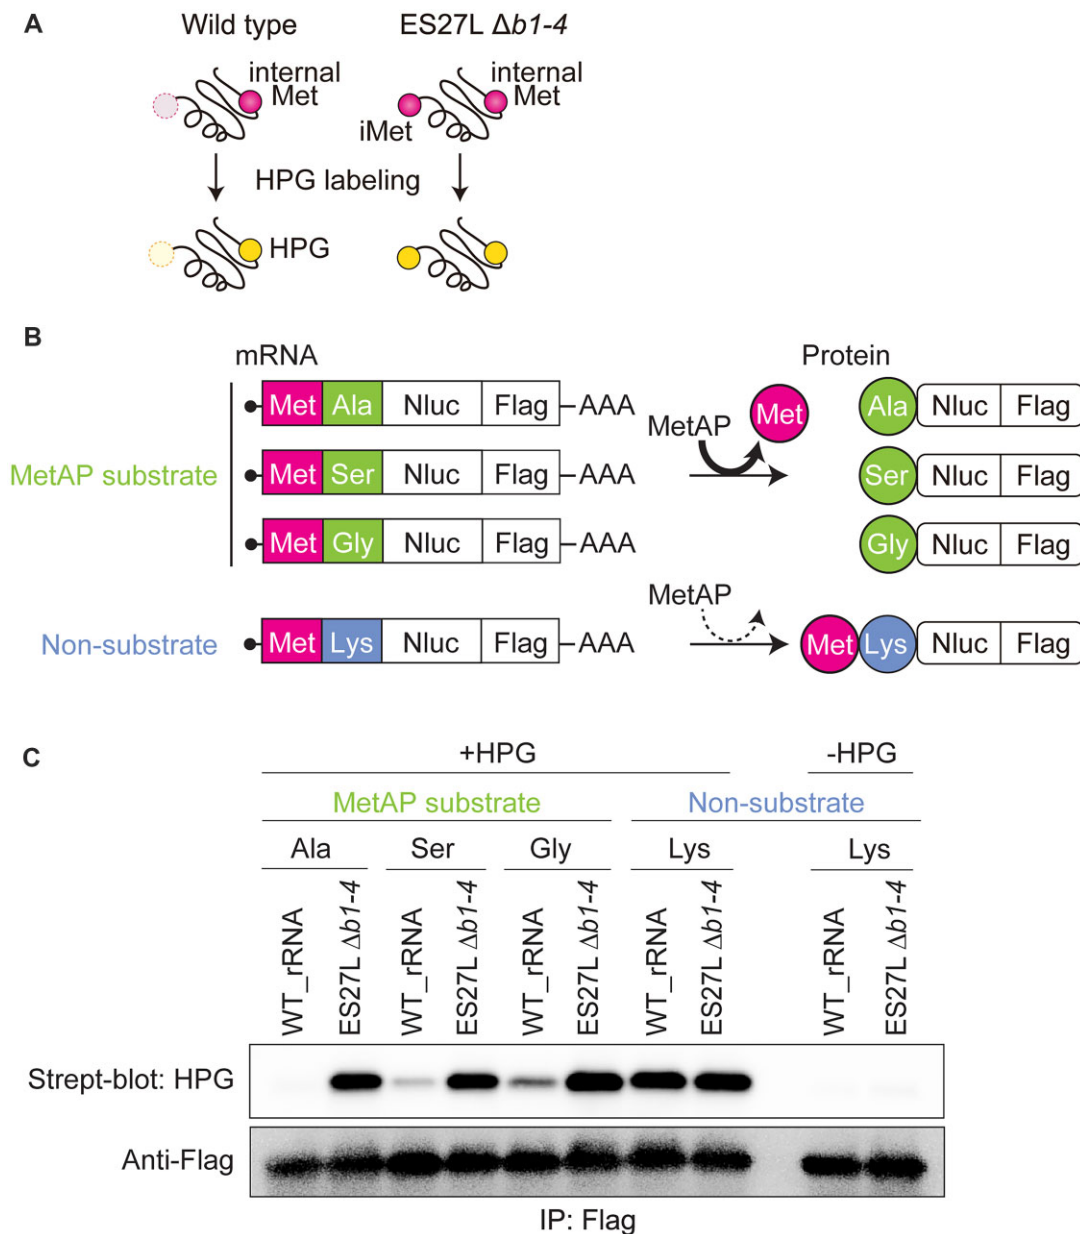 A
Wild type ES27L Δb1-4
internal Met internal Met
iMet
HPG labeling
HPG
B
mRNA Protein
Met Ala Nluc Flag AAA MetAP Met Ala Nluc Flag
MetAP substrate Met Ser Nluc Flag AAA Ser Nluc Flag
Met Gly Nluc Flag AAA Gly Nluc Flag
MetAP
Non-substrate Met Lys Nluc Flag AAA Met Lys Nluc Flag
C
+HPG -HPG
MetAP substrate Non-substrate
Ala Ser Gly Lys Lys
WT_rRNA ES27L Δb1-4 WT_rRNA ES27L Δb1-4 WT_rRNA ES27L Δb1-4 WT_rRNA ES27L Δb1-4 WT_rRNA ES27L Δb1-4
Strept-blot: HPG
Anti-Flag
IP: Flag